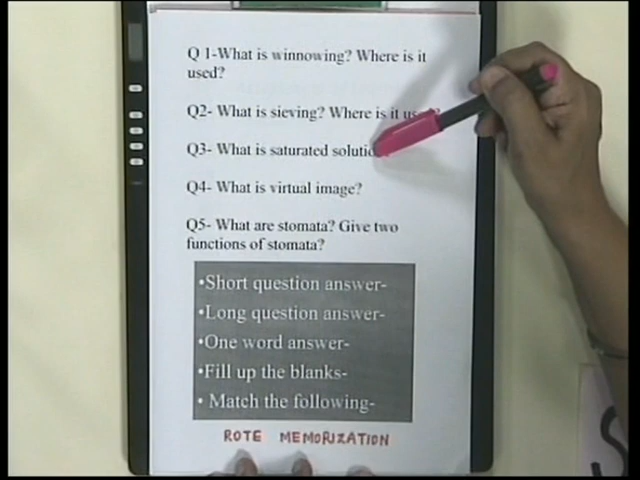 Q 1-What is winnowing? Where is it
used?
Q2- What is sieving? Where is it used?
Q3- What is saturated
Q4- What is virtual image?
Q5- What are stomata? Give two
functions of stomata?
•Short question answer-
•Long question answer-
•One word answer-
•Fill up the blanks-
• Match the following-
ROTE MEMORIZATION
S